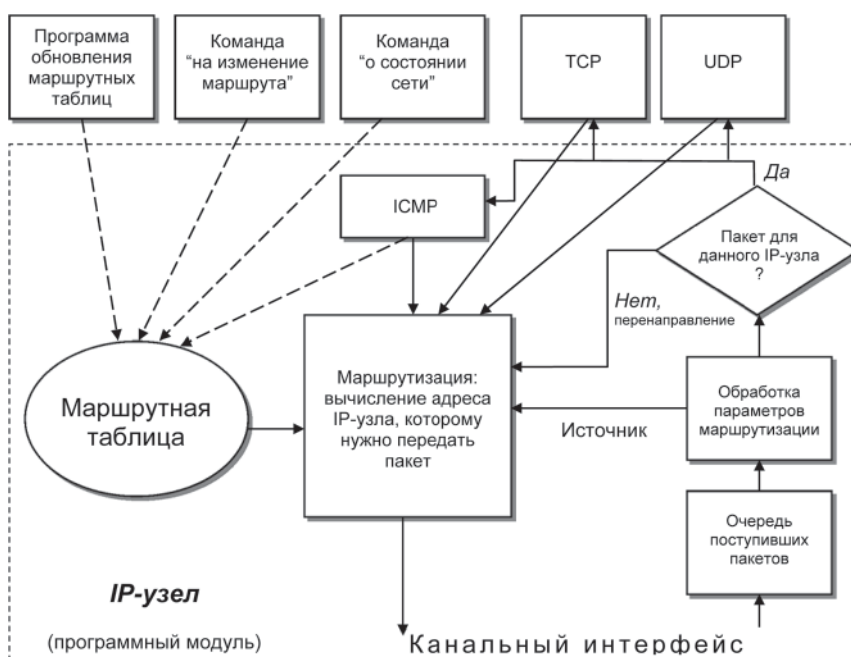 Программа
обновления
маршрутных
таблиц
Команда
“на изменение
маршрута”
Команда
“о состоянии
сети”
TCP
UDP
Да
ICMP
Пакет для
данного IP-узла
?
Нет,
перенаправление
Маршрутная
таблица
Маршрутизация:
вычисление адреса
IP-узла, которому
нужно передать
пакет
Источник
Обработка
параметров
маршрутизации
Очередь
поступивших
пакетов
IP-узел
(программный модуль)
Канальный интерфейс